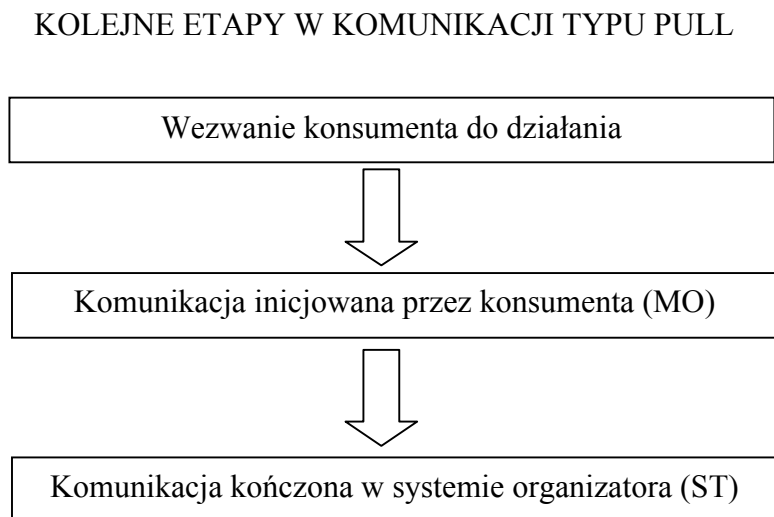 KOLEJNE ETAPY W KOMUNIKACJI TYPU PULL
Wezwanie konsumenta do działania
Komunikacja inicjowana przez konsumenta (MO)
Komunikacja kończona w systemie organizatora (ST)